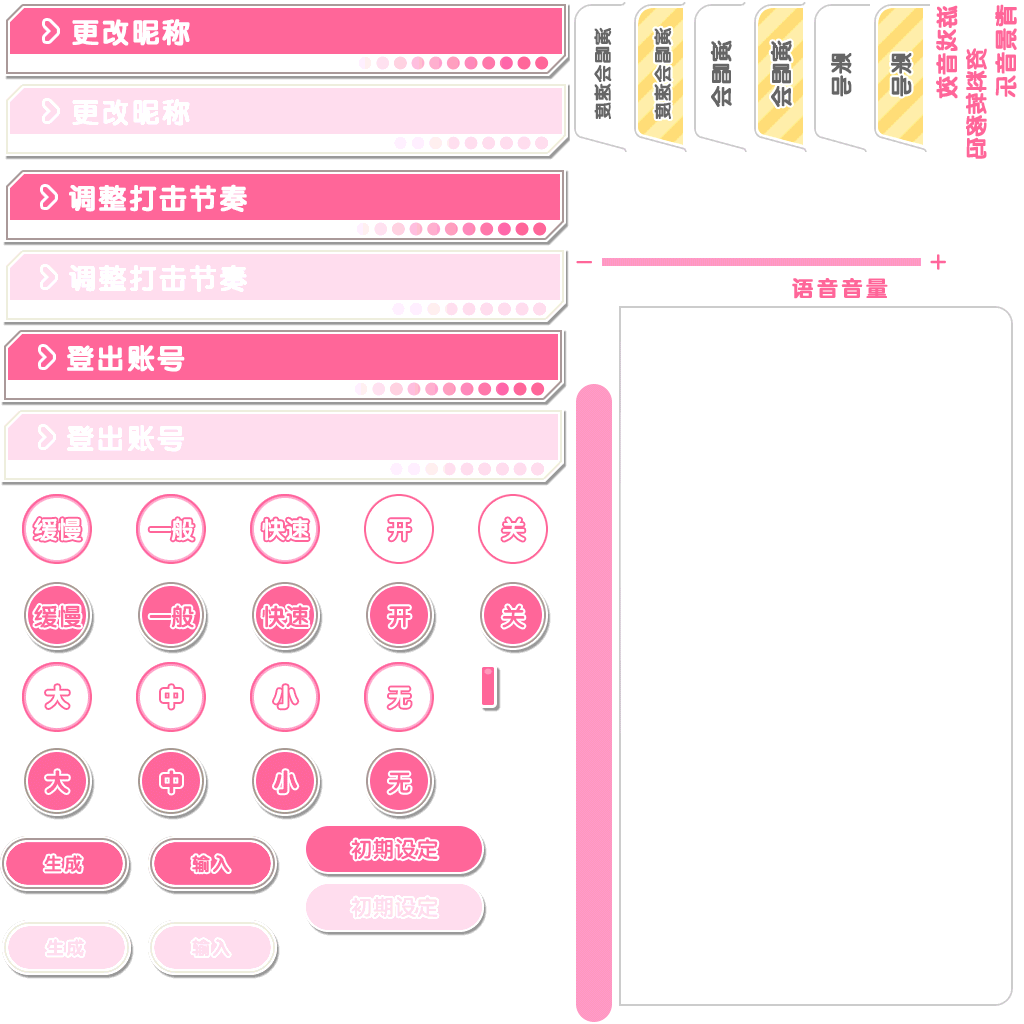 更改昵称
更改昵称
调整打击节奏
调整打击节奏
登出账号
登出账号
− +
语音音量
缓慢 一般 快速 开 关
缓慢 一般 快速 开 关
大 中 小 无
大 中 小 无
生成 输入 初期设定
初期设定
生成 输入